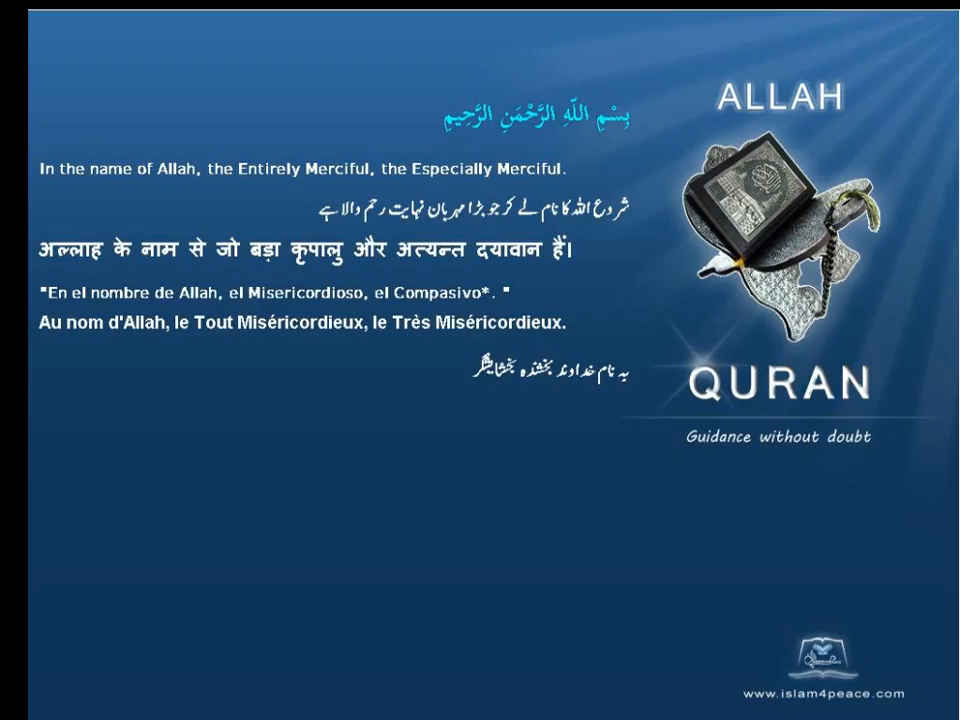 بِسْمِ اللَّهِ الرَّحْمَنِ الرَّحِيمِ
In the name of Allah, the Entirely Merciful, the Especially Merciful.
شروع الله کا نام لے کر جو بڑا مہربان نہایت رحم والا ہے
अल्लाह के नाम से जो बड़ा कृपालु और अत्यन्त दयावान हैं।
"En el nombre de Allah, el Misericordioso, el Compasivo*. "
Au nom d'Allah, le Tout Miséricordieux, le Très Miséricordieux.
به نام خداوند بخشنده بخشایشگر
ALLAH
QURAN
Guidance without doubt
www.islam4peace.com